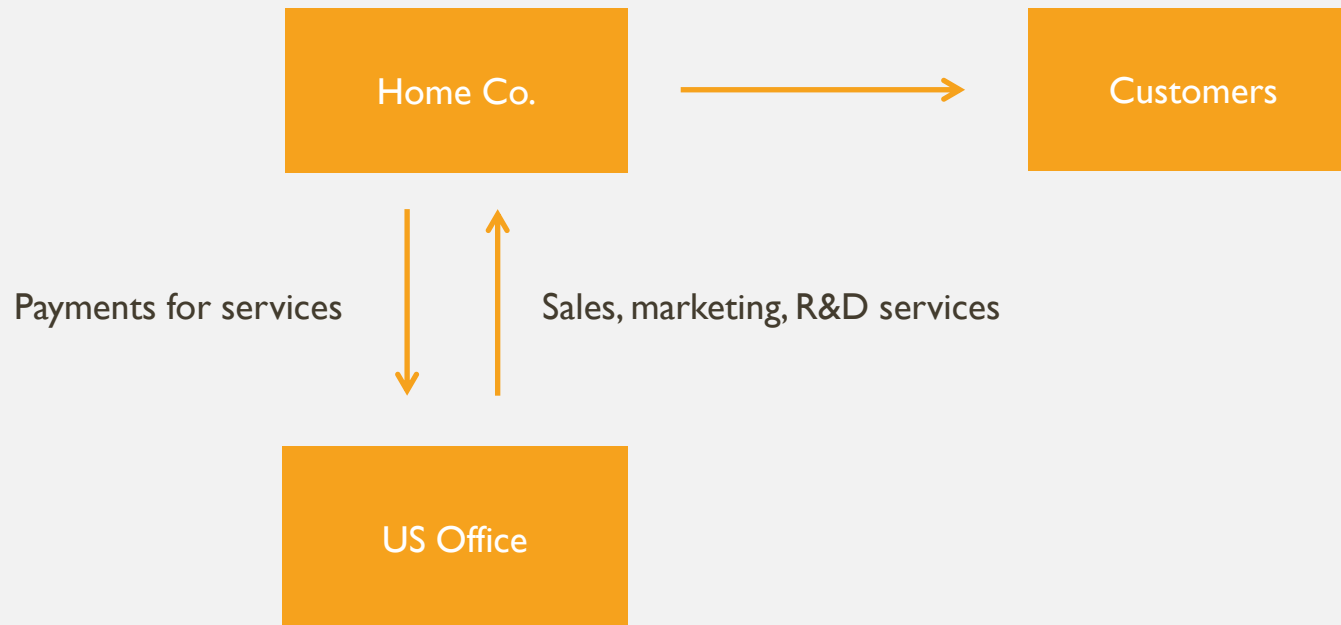 Home Co.
Customers
Payments for services
Sales, marketing, R&D services
US Office